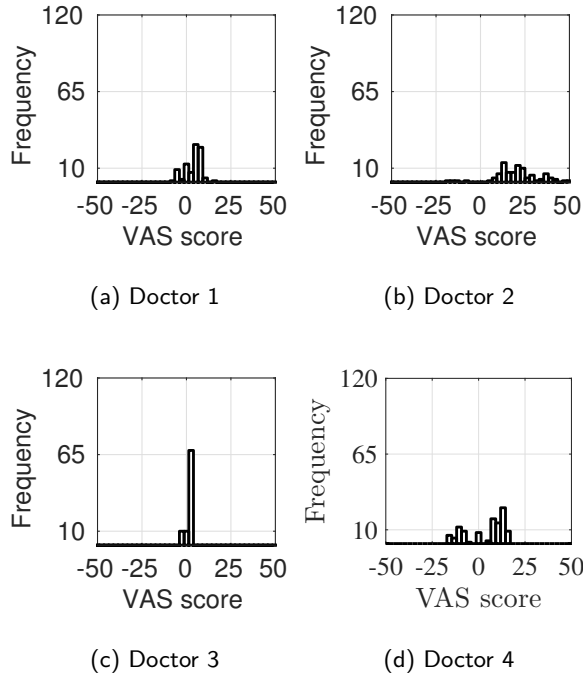 120
65
10
Frequency
-50 -25 0 25 50
VAS score
(a) Doctor 1
120
65
10
Frequency
-50 -25 0 25 50
VAS score
(b) Doctor 2
120
65
10
Frequency
-50 -25 0 25 50
VAS score
(c) Doctor 3
120
65
10
Frequency
-50 -25 0 25 50
VAS score
(d) Doctor 4